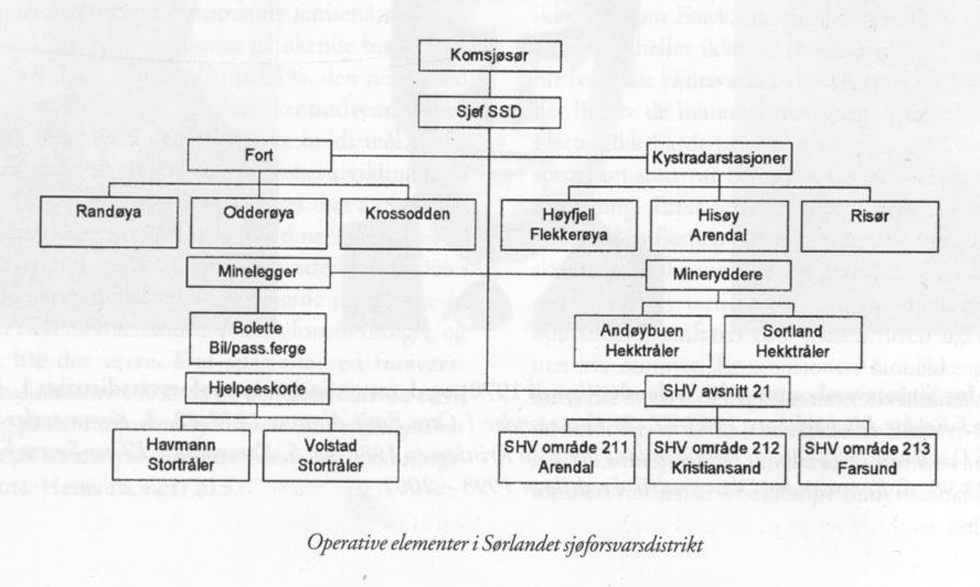 Komsjøsør
Sjef SSD
Fort
Kystradarstasjoner
Randøya
Odderøya
Krossodden
Høyfjell
Flekkerøya
Hisøy
Arendal
Risør
Minelegger
Mineryddere
Bolette
Bil/pass.ferge
Andøybuen
Hekktråler
Sortland
Hekktråler
Hjelpeeskorte
SHV avsnitt 21
Havmann
Stortråler
Volstad
Stortråler
SHV område 211
Arendal
SHV område 212
Kristiansand
SHV område 213
Farsund
Operative elementer i Sørlandet sjøforsvarsdistrikt